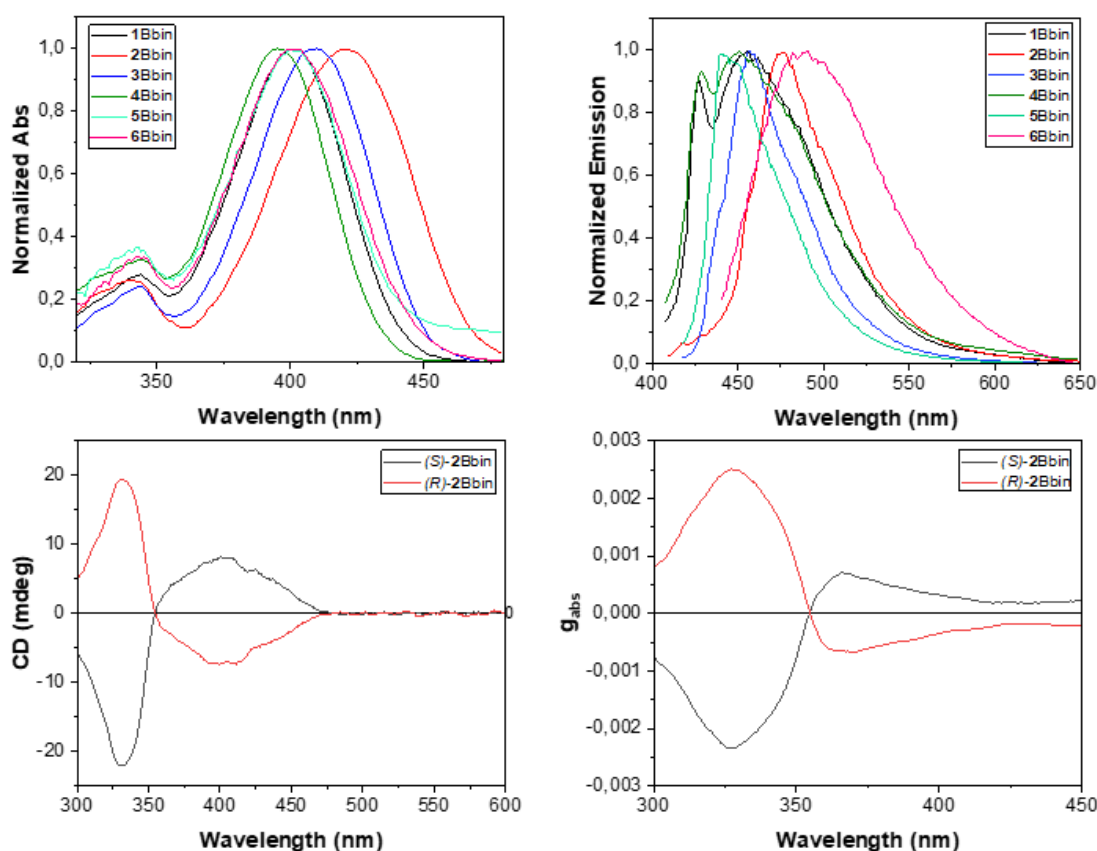 1,0
0,8
0,6
0,4
0,2
0,0
350
400
450
Normalized Abs
Wavelength (nm)
1Bbin
2Bbin
3Bbin
4Bbin
5Bbin
6Bbin
1,0
0,8
0,6
0,4
0,2
0,0
400
450
500
550
600
650
Normalized Emission
Wavelength (nm)
1Bbin
2Bbin
3Bbin
4Bbin
5Bbin
6Bbin
20
10
0
-10
-20
300
350
400
450
500
550
600
CD (mdeg)
Wavelength (nm)
(S)-2Bbin
(R)-2Bbin
0
0,003
0,002
0,001
0,000
-0,001
-0,002
-0,003
300
350
400
450
gabs
Wavelength (nm)
(S)-2Bbin
(R)-2Bbin